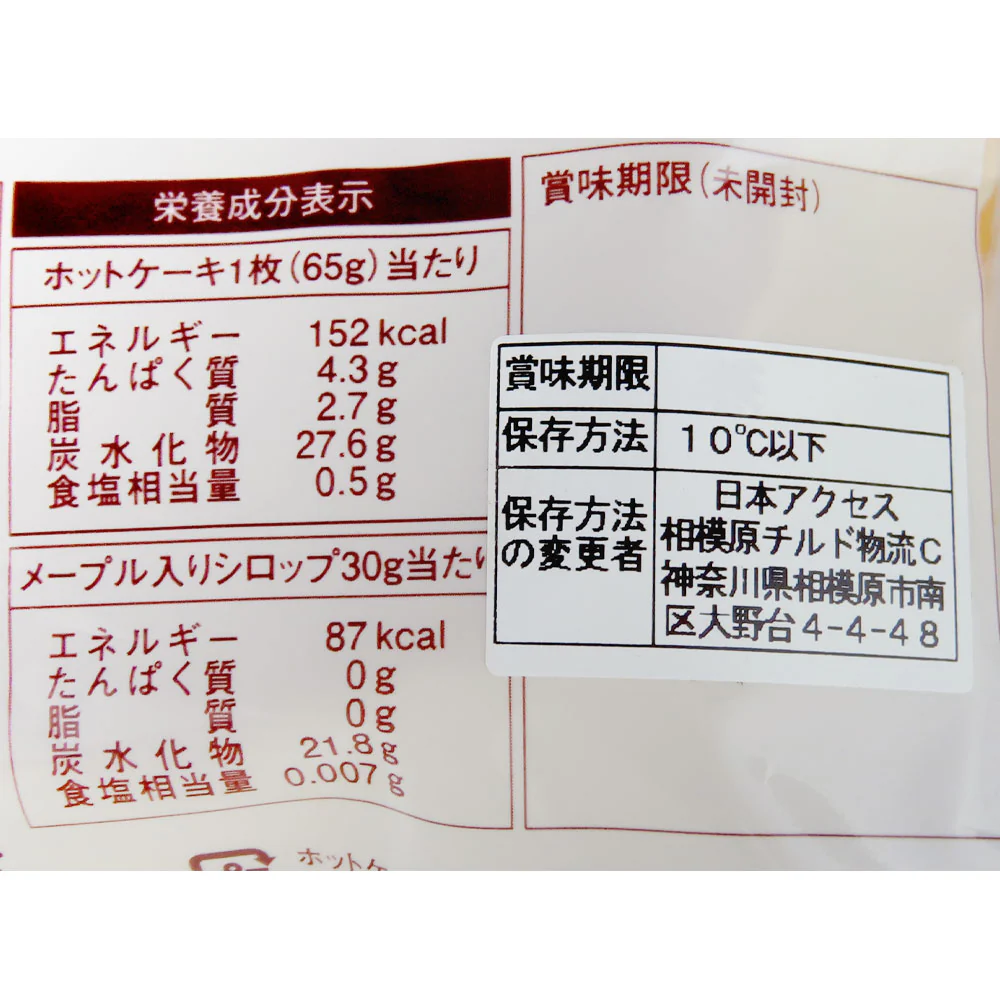 栄養成分表示
ホットケーキ1枚(65g)当たり
エネルギー 152kcal
たんぱく質 4.3g
脂質 2.7g
炭水化物 27.6g
食塩相当量 0.5g
メープル入りシロップ30g当たり
エネルギー 87kcal
たんぱく質 0g
脂質 0g
炭水化物 21.8g
食塩相当量 0.007g
ホットケ
賞味期限(未開封)
賞味期限
保存方法 10℃以下
保存方法
の変更者
日本アクセス
相模原チルド物流C
神奈川県相模原市南
区大野台4-4-48